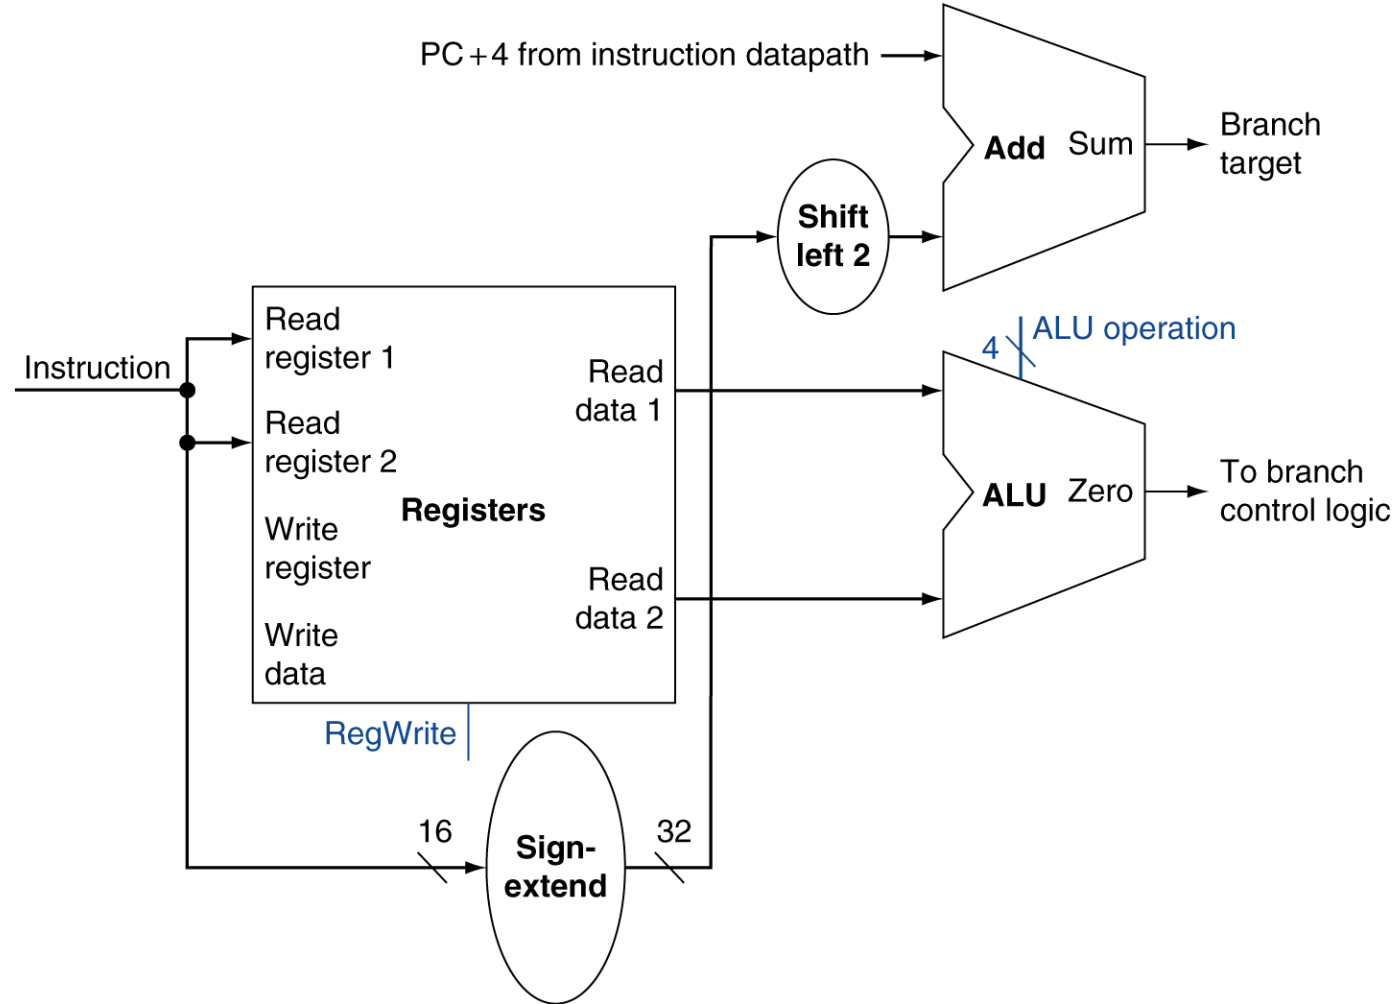 PC+4 from instruction datapath
Add Sum
Branch
target
Shift
left 2
ALU operation
4
Instruction
Read
register 1
Read
register 2
Write
register
Write
data
Registers
Read
data 1
Read
data 2
RegWrite
ALU Zero
To branch
control logic
16
Sign-
extend
32